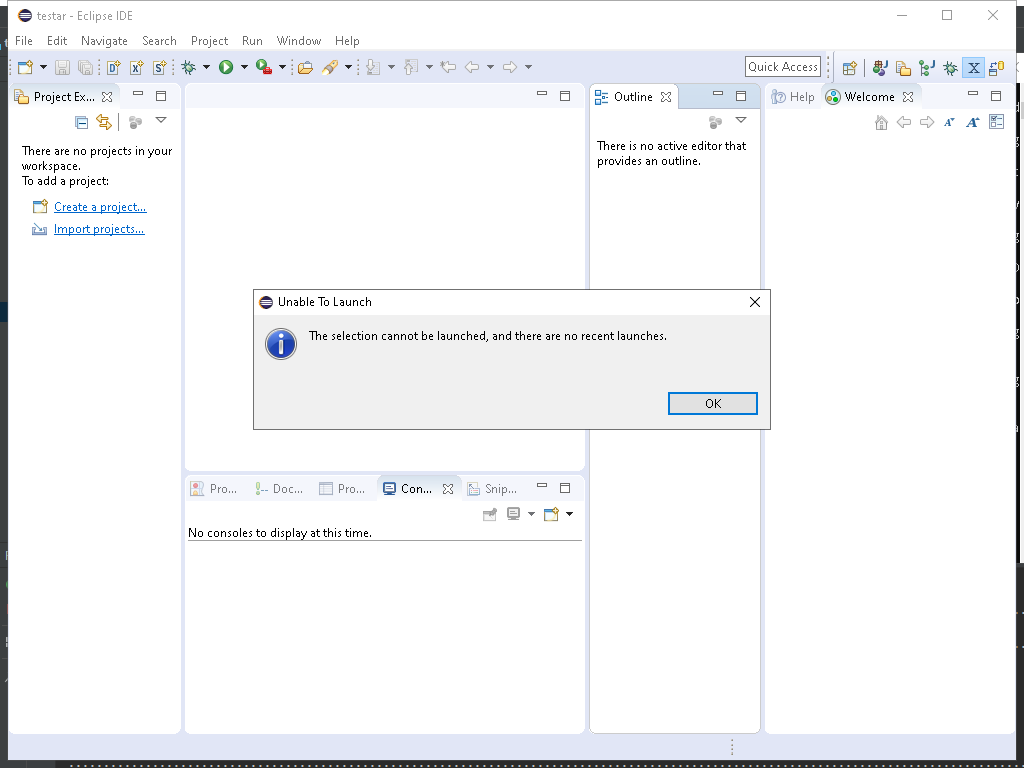 testar - Eclipse IDE
File Edit Navigate Search Project Run Window Help
Quick Access
Project Ex...
Outline
Help
Welcome
There are no projects in your
workspace.
To add a project:
Create a project...
Import projects...
There is no active editor that
provides an outline.
Unable To Launch
The selection cannot be launched, and there are no recent launches.
OK
Pro... Doc... Pro... Con... Snip...
No consoles to display at this time.